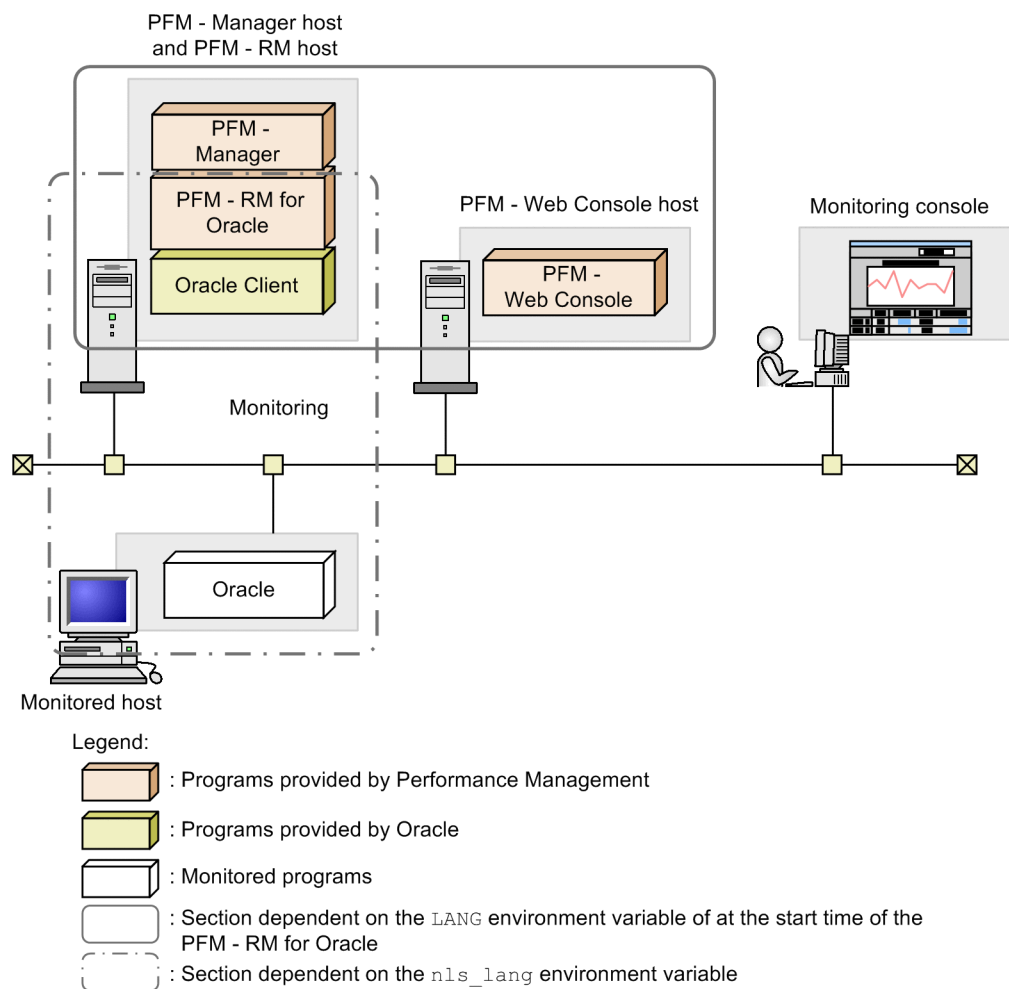 PFM - Manager host
and PFM - RM host
PFM -
Manager
PFM - RM for
Oracle
Oracle Client
PFM - Web Console host
PFM -
Web Console
Monitoring console
Monitoring
Oracle
Monitored host
Legend:
: Programs provided by Performance Management
: Programs provided by Oracle
: Monitored programs
: Section dependent on the LANG environment variable of at the start time of the
PFM - RM for Oracle
: Section dependent on the nls_lang environment variable